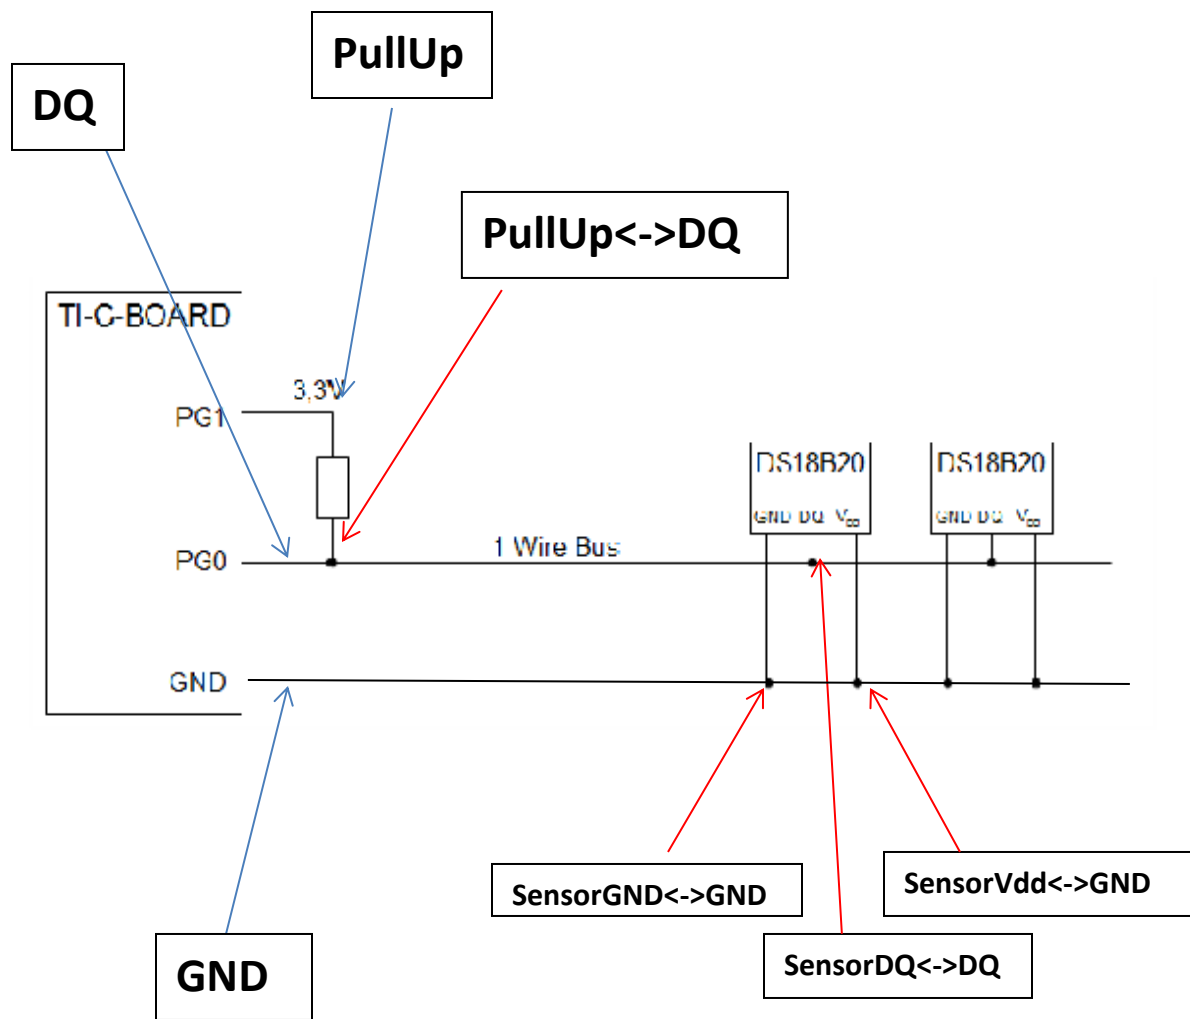 PullUp
DQ
PullUp<->DQ
TI-C-BOARD
3,3V
PG1
DS18B20
DS18B20
GND DQ VDD
GND DQ VDD
PG0
1 Wire Bus
GND
SensorGND<->GND
SensorVdd<->GND
SensorDQ<->DQ
GND